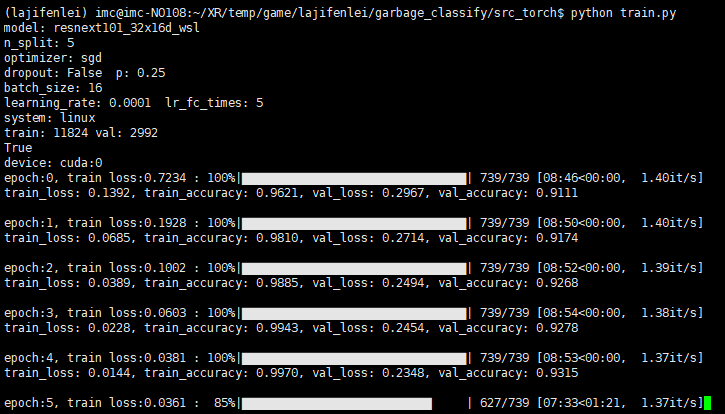 (lajifenlei) imc@imc-NO108:~/XR/temp/game/lajifenlei/garbage_classify/src_torch$ python train.py
model: resnext101_32x16d_wsl
n_split: 5
optimizer: sgd
dropout: False  p: 0.25
batch_size: 16
learning_rate: 0.0001  lr_fc_times: 5
system: linux
train: 11824 val: 2992
True
device: cuda:0
epoch:0, train loss:0.7234 : 100%|| 739/739 [08:46<00:00,  1.40it/s]
train_loss: 0.1392, train_accuracy: 0.9621, val_loss: 0.2967, val_accuracy: 0.9111
epoch:1, train loss:0.1928 : 100%|| 739/739 [08:50<00:00,  1.40it/s]
train_loss: 0.0685, train_accuracy: 0.9810, val_loss: 0.2714, val_accuracy: 0.9174
epoch:2, train loss:0.1002 : 100%|| 739/739 [08:52<00:00,  1.39it/s]
train_loss: 0.0389, train_accuracy: 0.9885, val_loss: 0.2494, val_accuracy: 0.9268
epoch:3, train loss:0.0603 : 100%|| 739/739 [08:54<00:00,  1.38it/s]
train_loss: 0.0228, train_accuracy: 0.9943, val_loss: 0.2454, val_accuracy: 0.9278
epoch:4, train loss:0.0381 : 100%|| 739/739 [08:53<00:00,  1.37it/s]
train_loss: 0.0144, train_accuracy: 0.9970, val_loss: 0.2348, val_accuracy: 0.9315
epoch:5, train loss:0.0361 :  85%|| 627/739 [07:33<01:21,  1.37it/s]